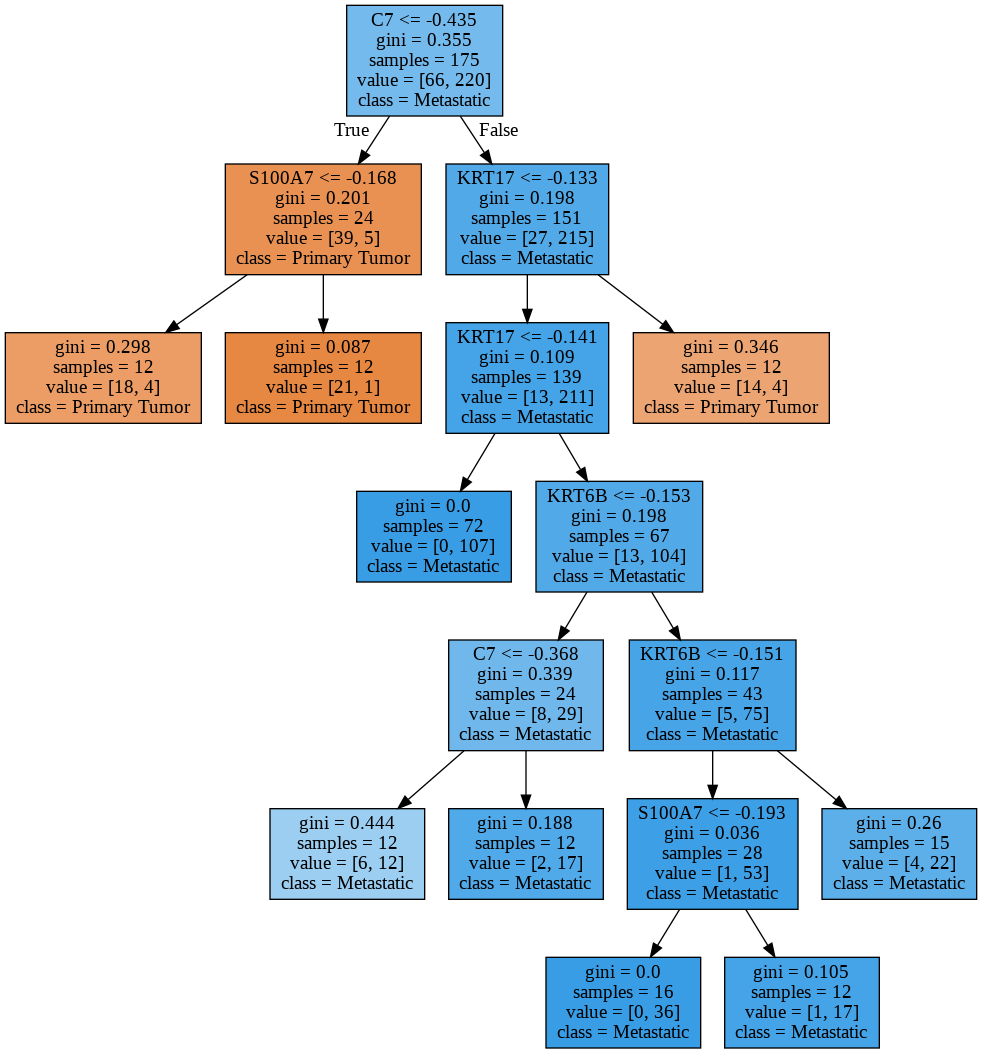 C7 <= -0.435
gini = 0.355
samples = 175
value = [66, 220]
class = Metastatic
True
False
S100A7 <= -0.168
gini = 0.201
samples = 24
value = [39, 5]
class = Primary Tumor
KRT17 <= -0.133
gini = 0.198
samples = 151
value = [27, 215]
class = Metastatic
gini = 0.298
samples = 12
value = [18, 4]
class = Primary Tumor
gini = 0.087
samples = 12
value = [21, 1]
class = Primary Tumor
KRT17 <= -0.141
gini = 0.109
samples = 139
value = [13, 211]
class = Metastatic
gini = 0.346
samples = 12
value = [14, 4]
class = Primary Tumor
gini = 0.0
samples = 72
value = [0, 107]
class = Metastatic
KRT6B <= -0.153
gini = 0.198
samples = 67
value = [13, 104]
class = Metastatic
C7 <= -0.368
gini = 0.339
samples = 24
value = [8, 29]
class = Metastatic
KRT6B <= -0.151
gini = 0.117
samples = 43
value = [5, 75]
class = Metastatic
gini = 0.444
samples = 12
value = [6, 12]
class = Metastatic
gini = 0.188
samples = 12
value = [2, 17]
class = Metastatic
S100A7 <= -0.193
gini = 0.036
samples = 28
value = [1, 53]
class = Metastatic
gini = 0.26
samples = 15
value = [4, 22]
class = Metastatic
gini = 0.0
samples = 16
value = [0, 36]
class = Metastatic
gini = 0.105
samples = 12
value = [1, 17]
class = Metastatic